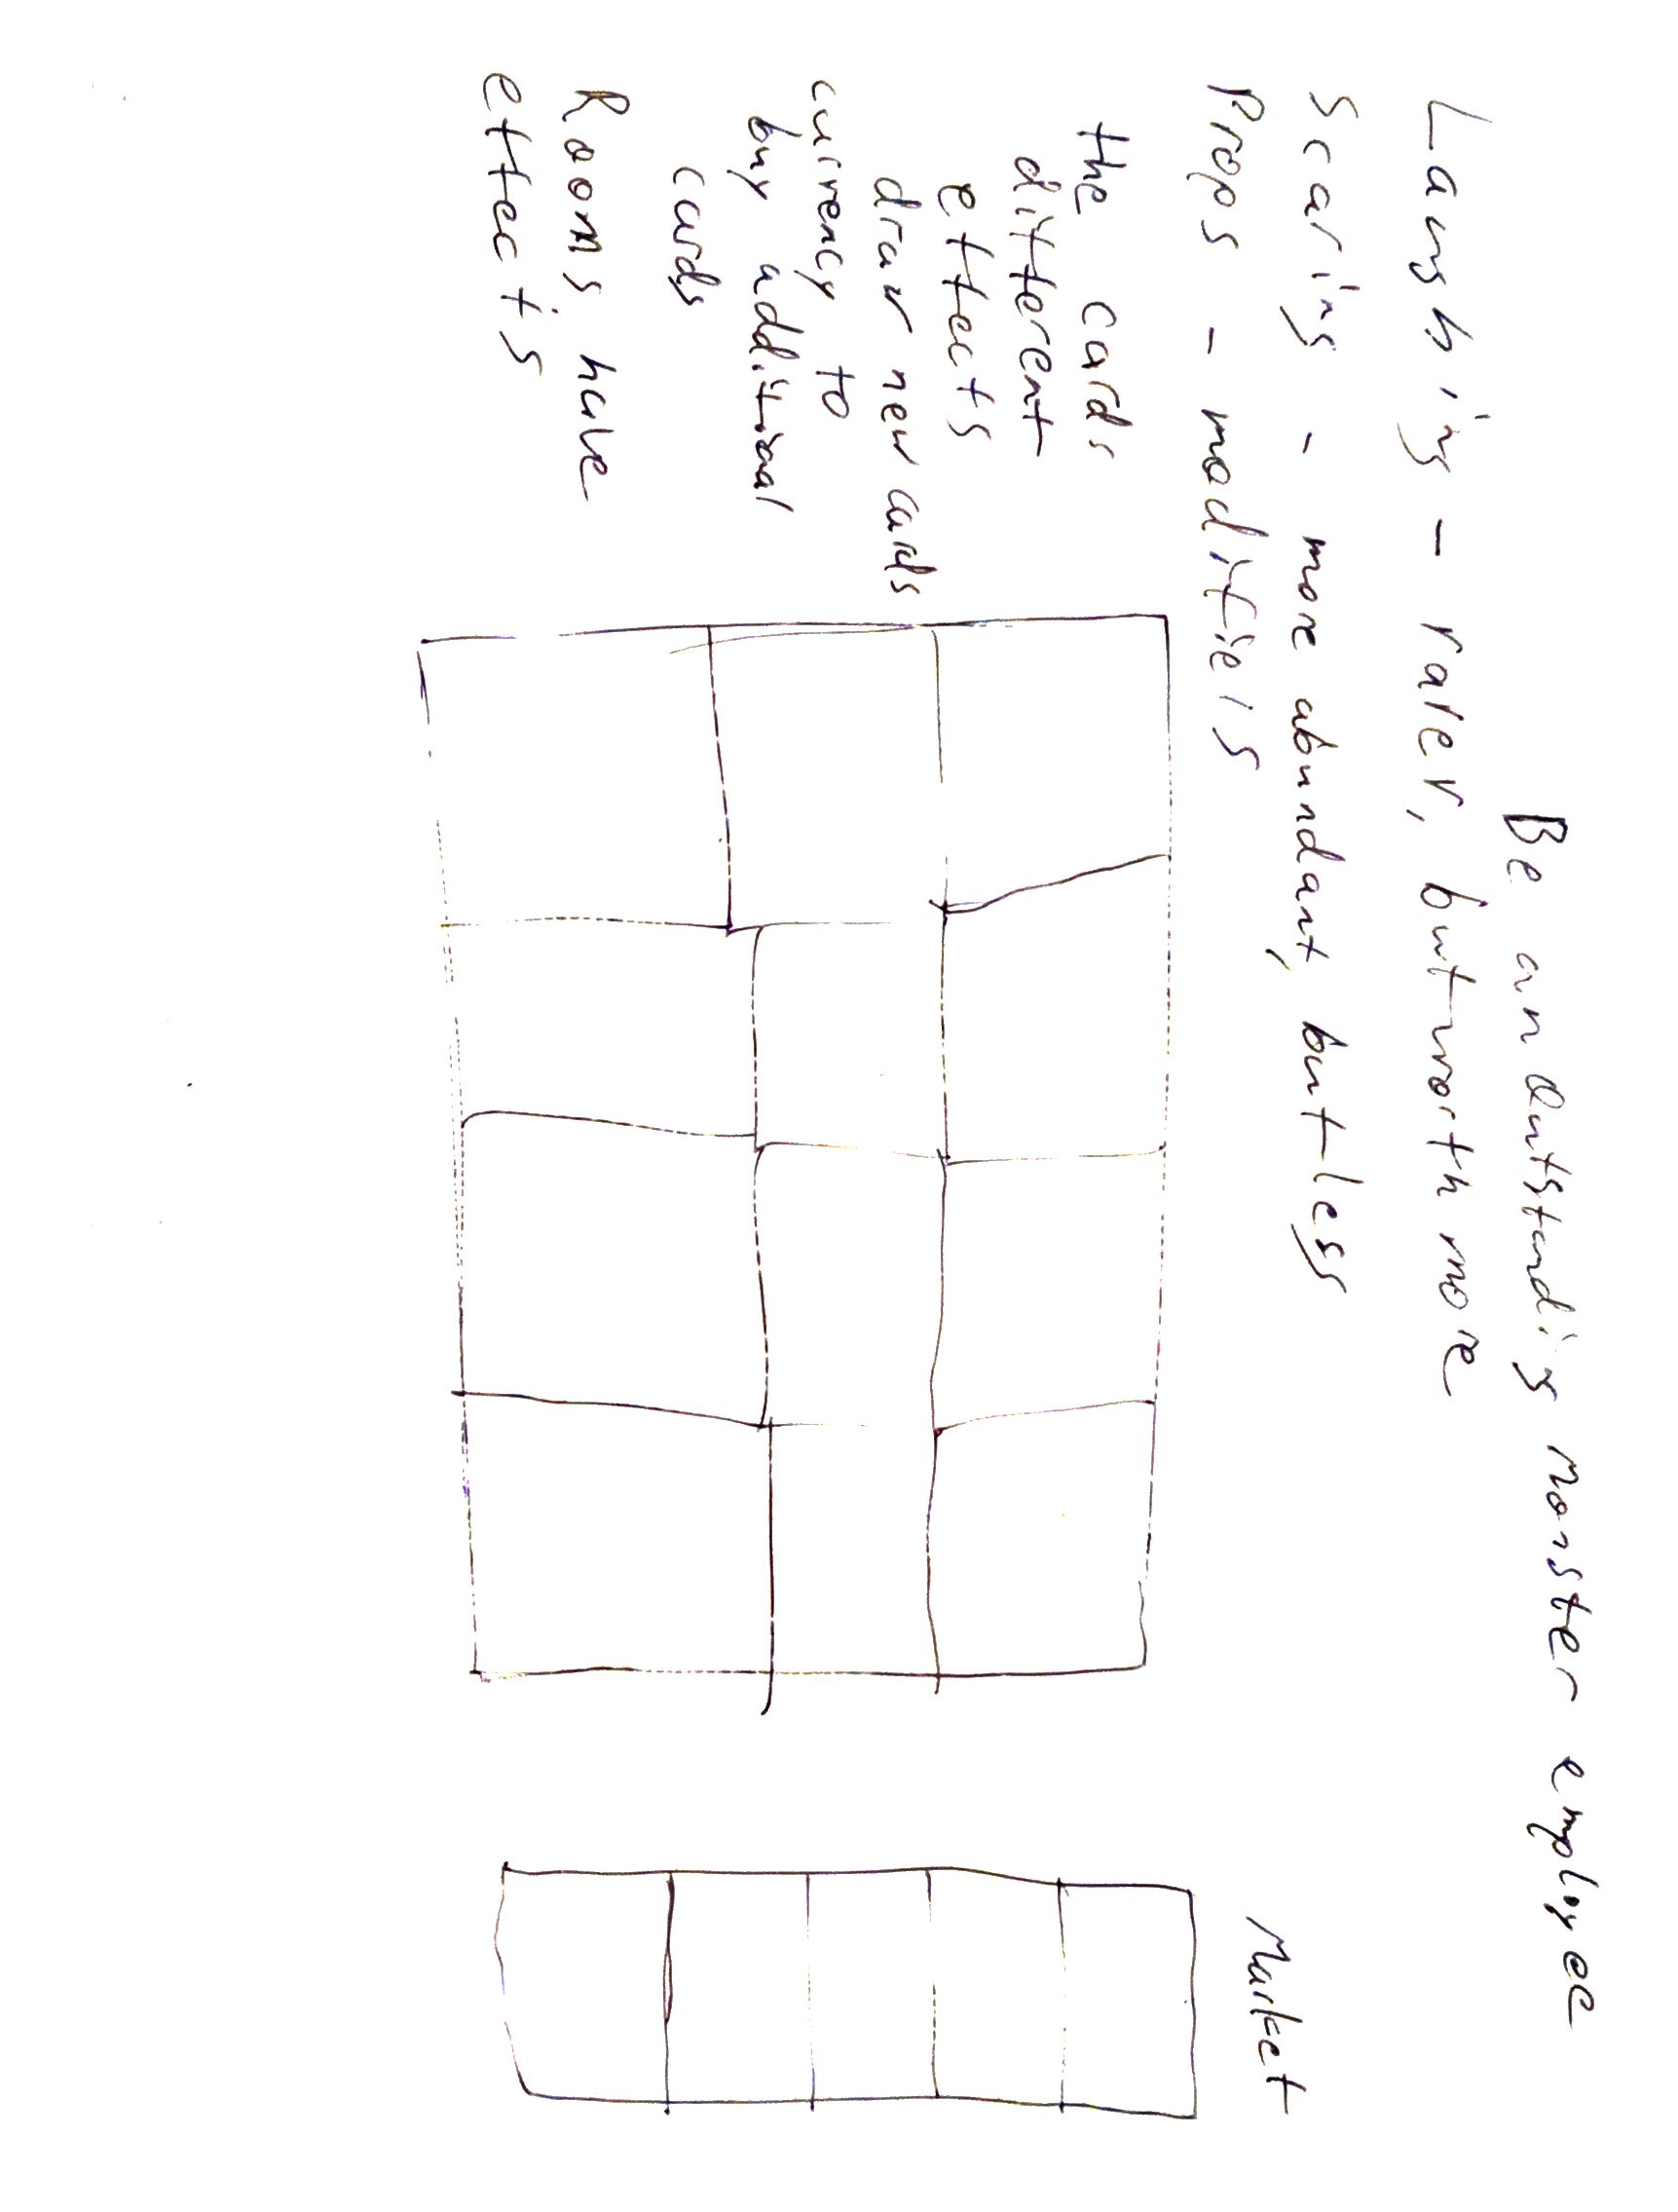 Be an Outstanding monster employee
Laughing - rarer, but worth more
Scaring - more abundant, but less
Props - modifiers
the cards
different
effects
draw new cards
currency to
buy additional
cards
Rooms have
effects
Market